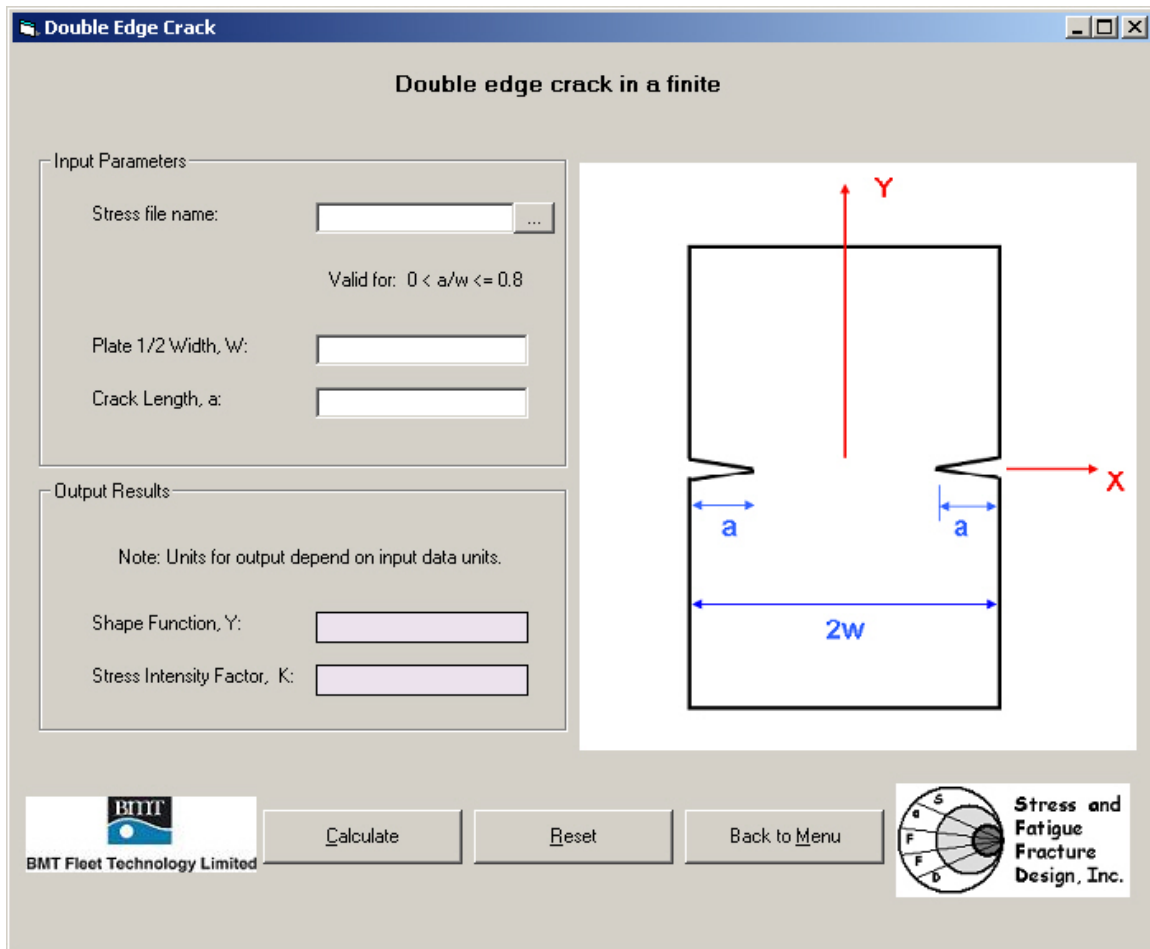 Double Edge Crack
Double edge crack in a finite
Input Parameters
Stress file name:
...
Valid for: 0 < a/w <= 0.8
Plate 1/2 Width, W:
Crack Length, a:
Output Results
Note: Units for output depend on input data units.
Shape Function, Y:
Stress Intensity Factor, K:
Y
X
a
a
2w
BMT
BMT Fleet Technology Limited
Calculate
Reset
Back to Menu
S
a
F
F
D
Stress and
Fatigue
Fracture
Design, Inc.